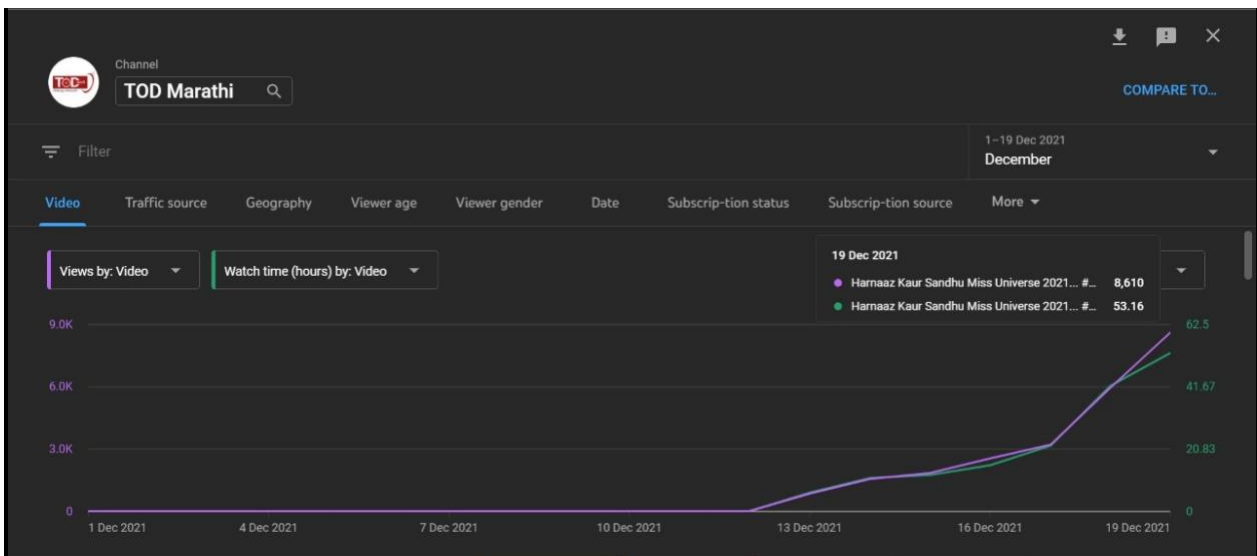 Channel
TOD
TOD Marathi
COMPARE TO...
Filter
1–19 Dec 2021
December
Video Traffic source Geography Viewer age Viewer gender Date Subscrip-tion status Subscrip-tion source More
Views by: Video Watch time (hours) by: Video
19 Dec 2021
Harnaaz Kaur Sandhu Miss Universe 2021... #... 8,610
Harnaaz Kaur Sandhu Miss Universe 2021... #... 53.16
9.0K 62.5
6.0K 41.67
3.0K 20.83
0 0
1 Dec 2021 4 Dec 2021 7 Dec 2021 10 Dec 2021 13 Dec 2021 16 Dec 2021 19 Dec 2021